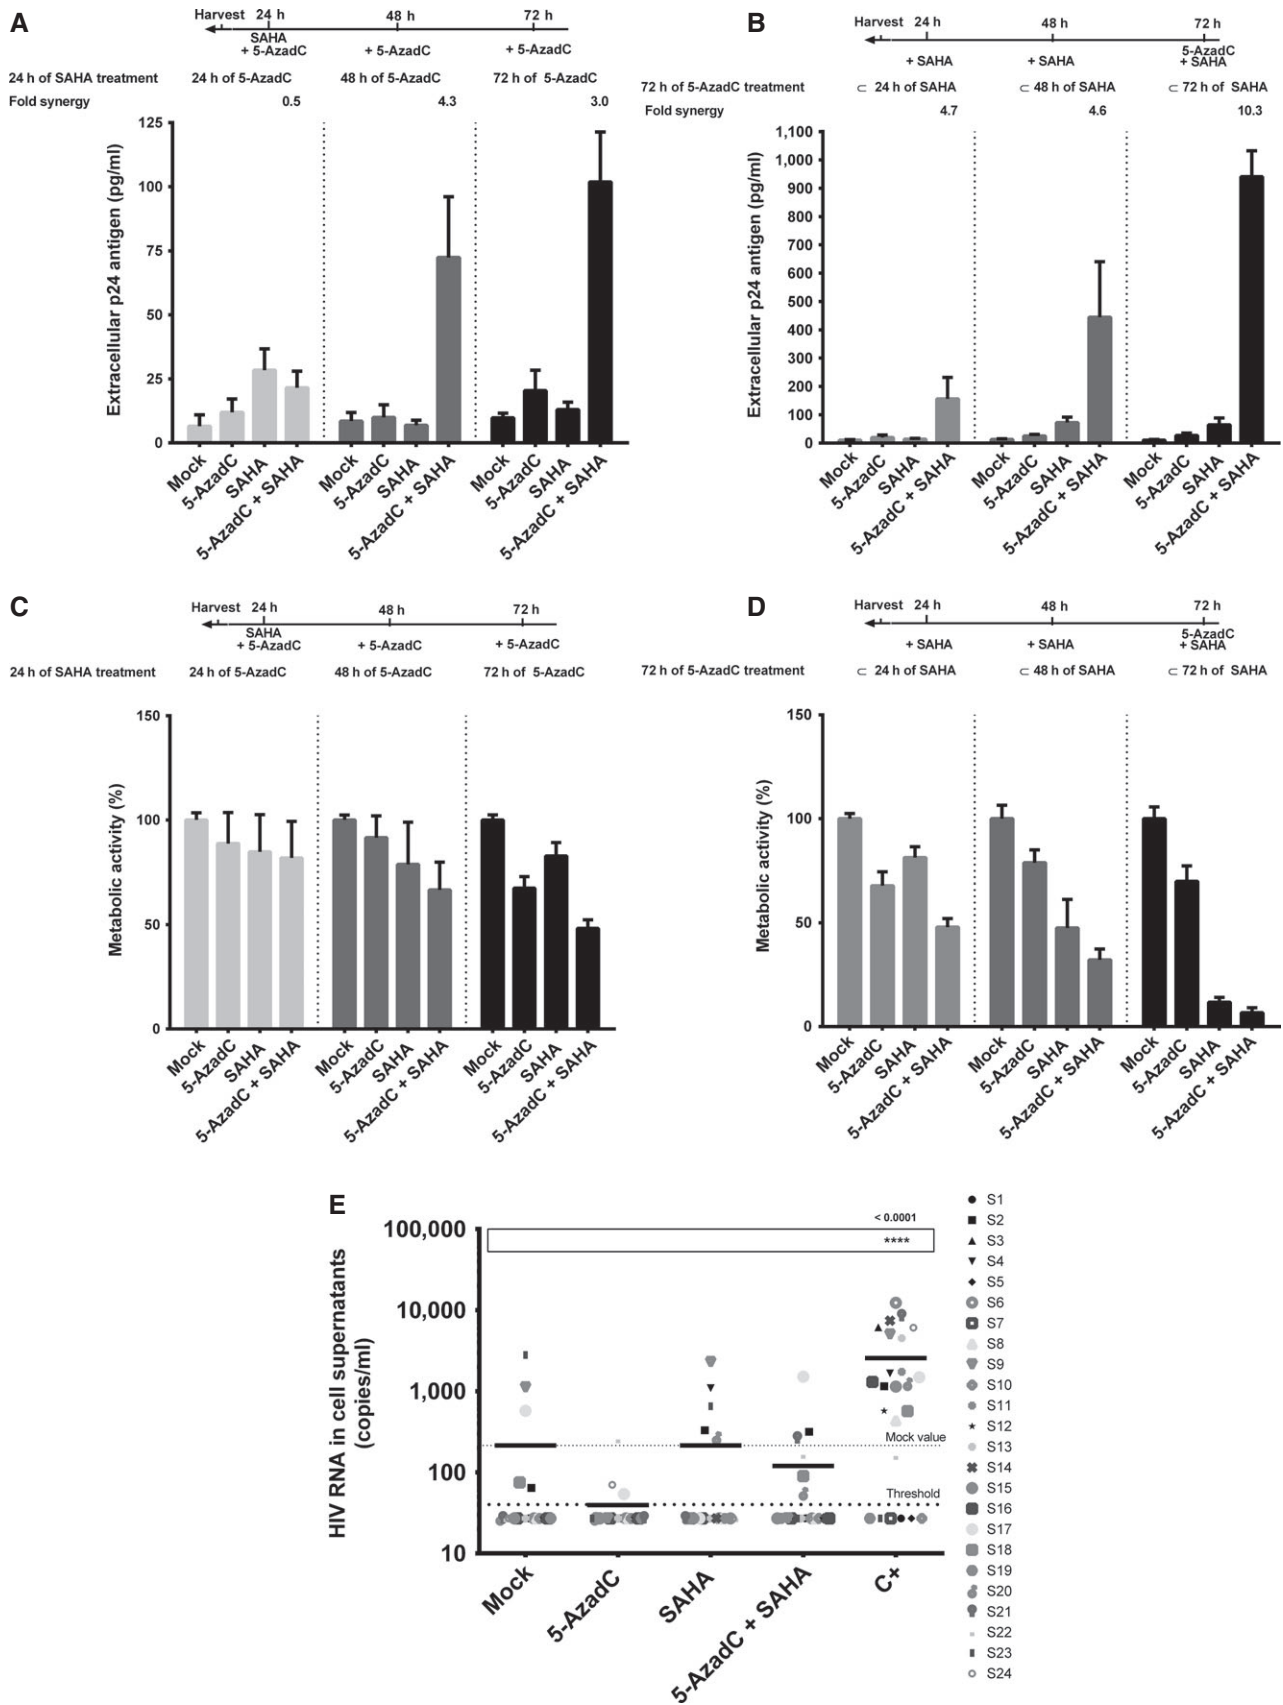 A
Harvest 24 h 48 h 72 h
SAHA
+ 5-AzadC + 5-AzadC + 5-AzadC
24 h of SAHA treatment 24 h of 5-AzadC 48 h of 5-AzadC 72 h of 5-AzadC
Fold synergy 0.5 4.3 3.0
Extracellular p24 antigen (pg/ml)
125
100
75
50
25
0
Mock 5-AzadC SAHA 5-AzadC + SAHA Mock 5-AzadC SAHA 5-AzadC + SAHA Mock 5-AzadC SAHA 5-AzadC + SAHA
B
Harvest 24 h 48 h 72 h
5-AzadC
+ SAHA + SAHA + SAHA
72 h of 5-AzadC treatment ⊂ 24 h of SAHA ⊂ 48 h of SAHA ⊂ 72 h of SAHA
Fold synergy 4.7 4.6 10.3
Extracellular p24 antigen (pg/ml)
1,100
1,000
900
800
700
600
500
400
300
200
100
0
Mock 5-AzadC SAHA 5-AzadC + SAHA Mock 5-AzadC SAHA 5-AzadC + SAHA Mock 5-AzadC SAHA 5-AzadC + SAHA
C
Harvest 24 h 48 h 72 h
SAHA
+ 5-AzadC + 5-AzadC + 5-AzadC
24 h of SAHA treatment 24 h of 5-AzadC 48 h of 5-AzadC 72 h of 5-AzadC
Metabolic activity (%)
150
100
50
0
Mock 5-AzadC SAHA 5-AzadC + SAHA Mock 5-AzadC SAHA 5-AzadC + SAHA Mock 5-AzadC SAHA 5-AzadC + SAHA
D
Harvest 24 h 48 h 72 h
5-AzadC
+ SAHA + SAHA + SAHA
72 h of 5-AzadC treatment ⊂ 24 h of SAHA ⊂ 48 h of SAHA ⊂ 72 h of SAHA
Metabolic activity (%)
150
100
50
0
Mock 5-AzadC SAHA 5-AzadC + SAHA Mock 5-AzadC SAHA 5-AzadC + SAHA Mock 5-AzadC SAHA 5-AzadC + SAHA
E
HIV RNA in cell supernatants
(copies/ml)
100,000
10,000
1,000
100
10
< 0.0001
****
Mock value
Threshold
Mock 5-AzadC SAHA 5-AzadC + SAHA C+
S1
S2
S3
S4
S5
S6
S7
S8
S9
S10
S11
S12
S13
S14
S15
S16
S17
S18
S19
S20
S21
S22
S23
S24